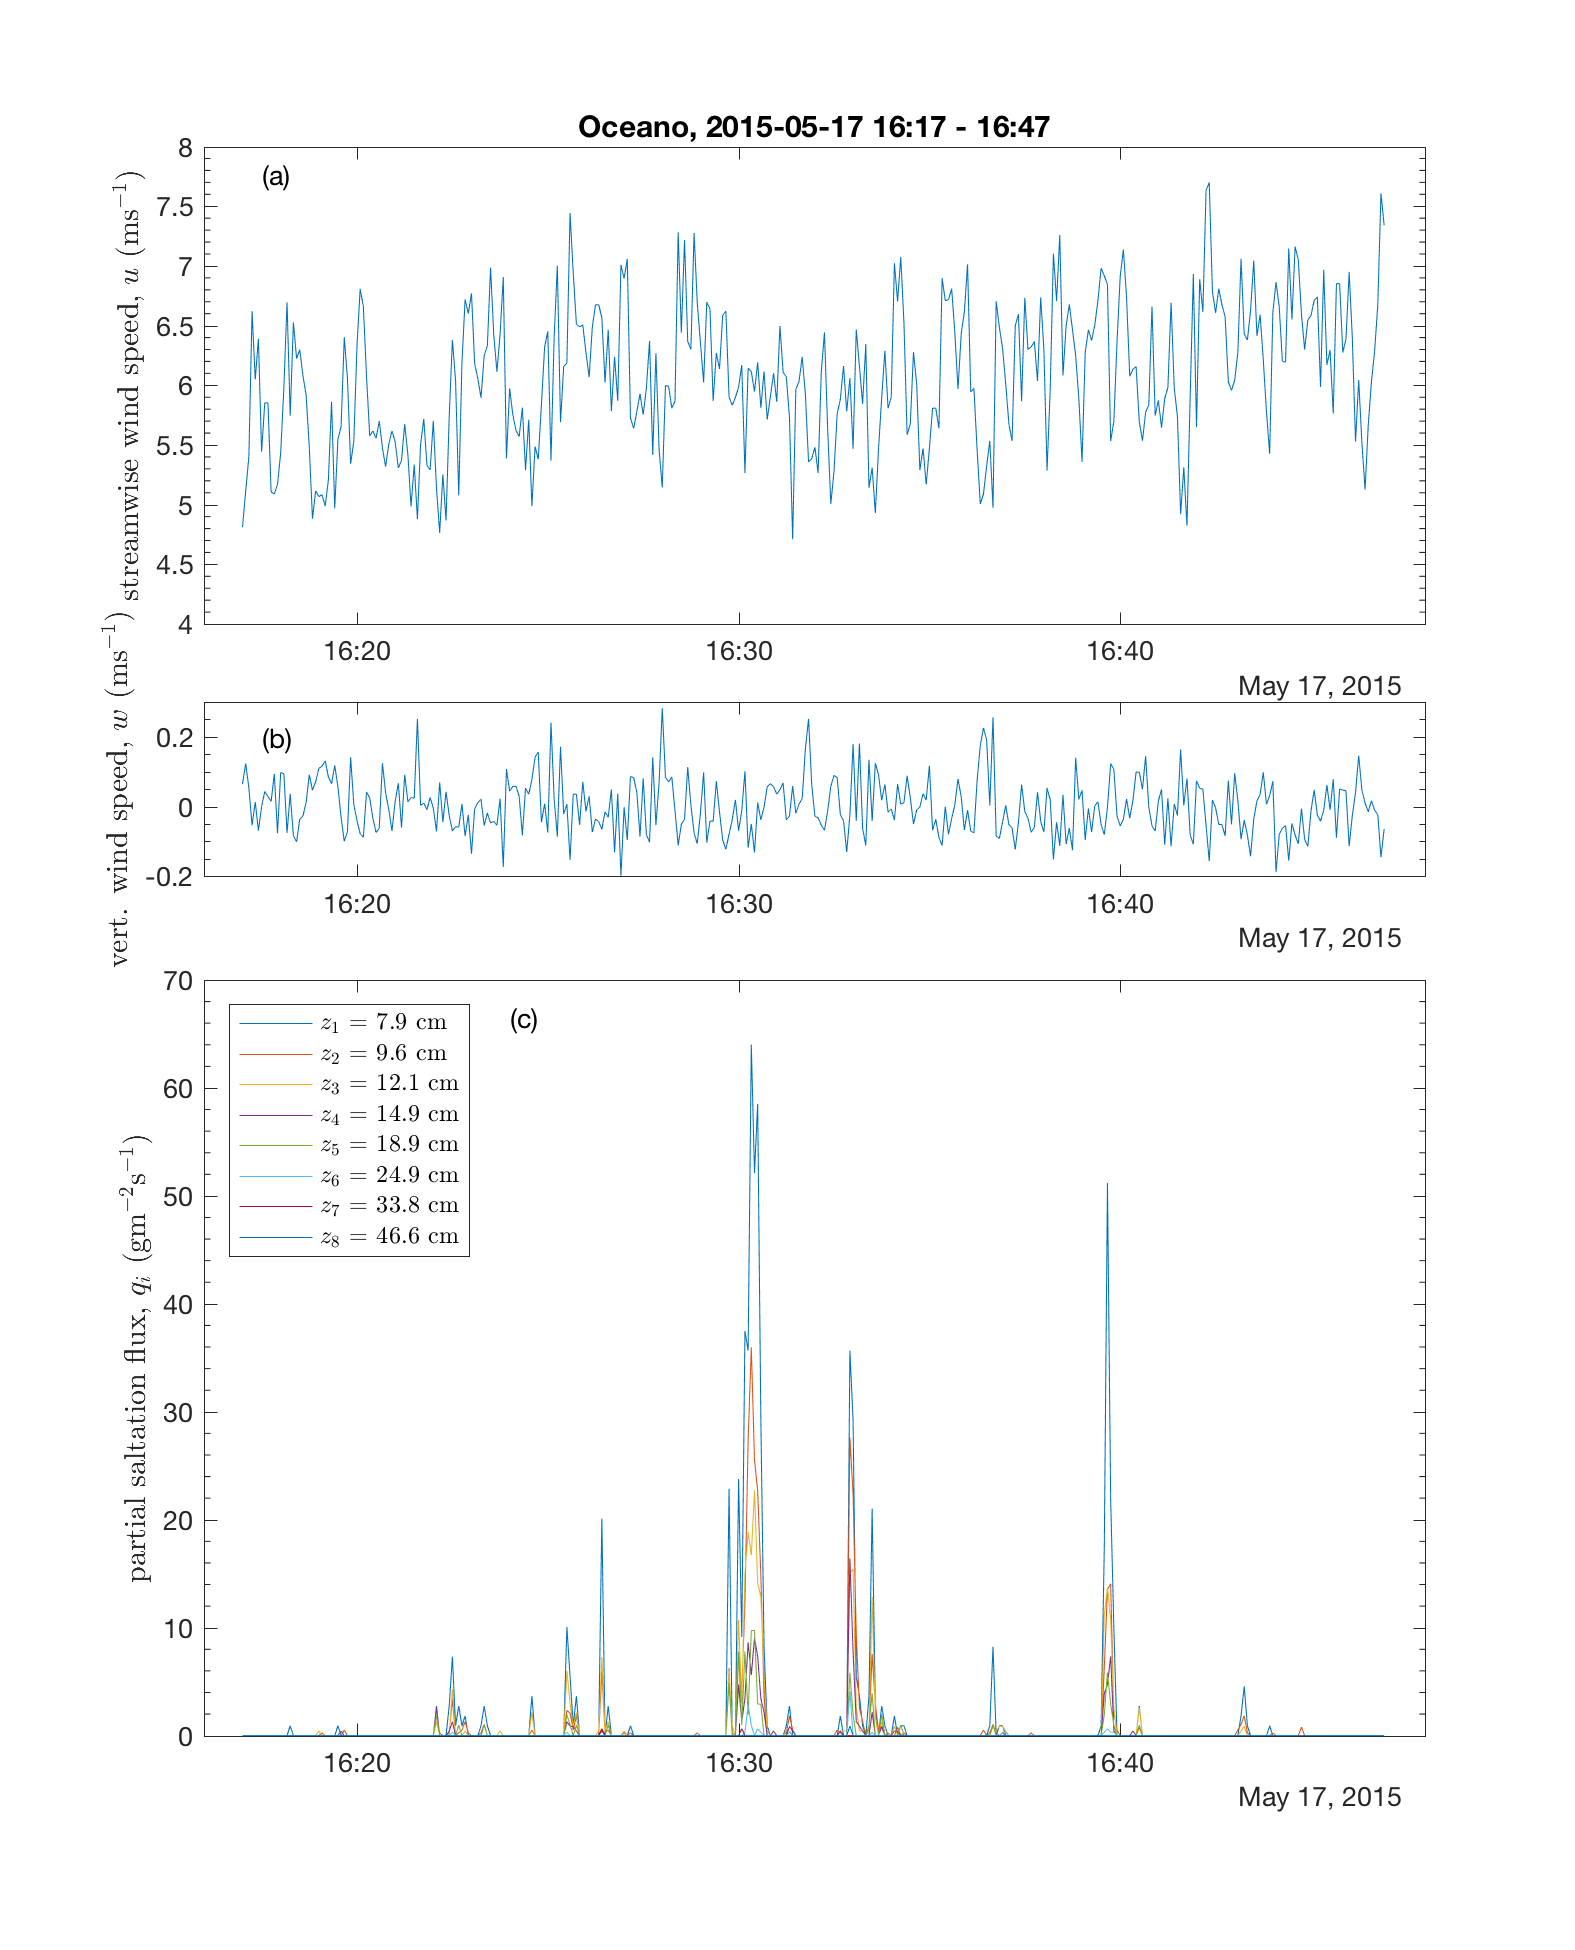 Oceano, 2015-05-17 16:17 - 16:47
streamwise wind speed, u (ms⁻¹)
(a)
8
7.5
7
6.5
6
5.5
5
4.5
4
16:20 16:30 16:40
May 17, 2015
vert. wind speed, w (ms⁻¹)
(b)
0.2
0
-0.2
16:20 16:30 16:40
May 17, 2015
partial saltation flux, qᵢ (gm⁻²s⁻¹)
(c)
70
60
50
40
30
20
10
0
z₁ = 7.9 cm
z₂ = 9.6 cm
z₃ = 12.1 cm
z₄ = 14.9 cm
z₅ = 18.9 cm
z₆ = 24.9 cm
z₇ = 33.8 cm
z₈ = 46.6 cm
16:20 16:30 16:40
May 17, 2015